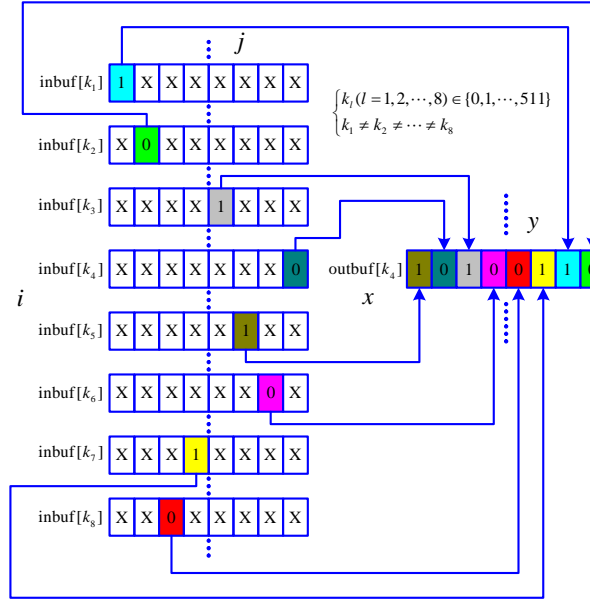 j
inbuf[k₁] 1 X X X X X X X
{k_l (l = 1, 2, ⋯, 8) ∈ {0, 1, ⋯, 511}
k₁ ≠ k₂ ≠ ⋯ ≠ k₈
inbuf[k₂] X 0 X X X X X X
inbuf[k₃] X X X X 1 X X X
y
inbuf[k₄] X X X X X X X 0
outbuf[k₄] 1 0 1 0 0 1 1 0
i
x
inbuf[k₅] X X X X X 1 X X
inbuf[k₆] X X X X X X 0 X
inbuf[k₇] X X X 1 X X X X
inbuf[k₈] X X 0 X X X X X